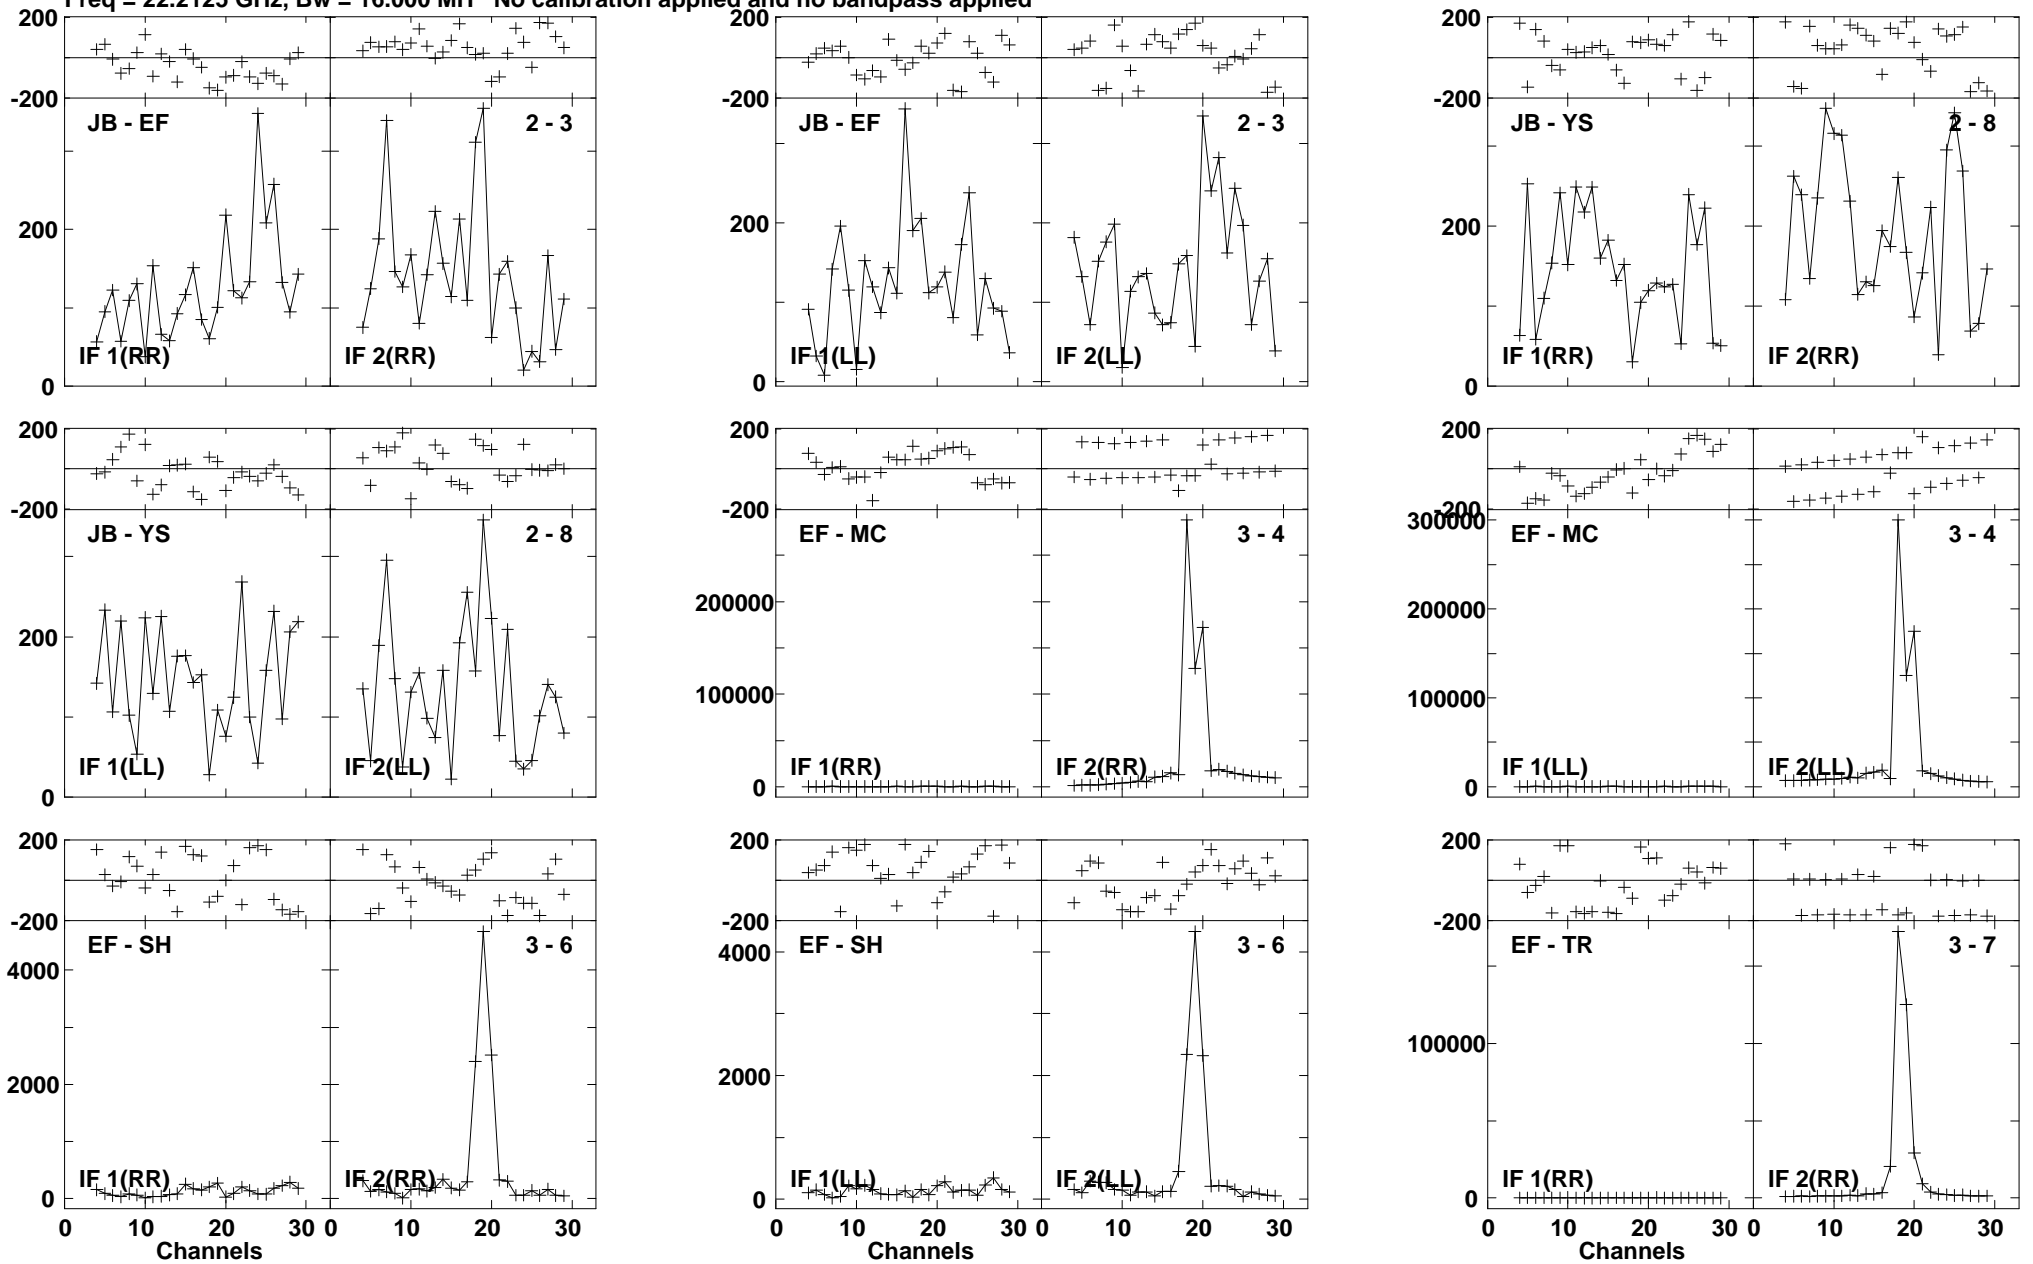 Freq = 22.2125 GHz, Bw = 16.000 MH No calibration applied and no bandpass applied
200
-200
JB - EF 2 - 3
200
IF 1(RR) IF 2(RR)
0
200
-200
JB - EF 2 - 3
200
IF 1(LL) IF 2(LL)
0
200
-200
JB - YS 2 - 8
200
IF 1(RR) IF 2(RR)
0
200
-200
JB - YS 2 - 8
200
IF 1(LL) IF 2(LL)
0
200
-200
EF - MC 3 - 4
200000
100000
IF 1(RR) IF 2(RR)
0
200
-200
300000
EF - MC 3 - 4
200000
100000
IF 1(LL) IF 2(LL)
0
200
-200
EF - SH 3 - 6
4000
2000
IF 1(RR) IF 2(RR)
0
0 10 20 30 0 10 20 30
Channels
200
-200
EF - SH 3 - 6
4000
2000
IF 1(LL) IF 2(LL)
0
0 10 20 30 0 10 20 30
Channels
200
-200
EF - TR 3 - 7
100000
IF 1(RR) IF 2(RR)
0
0 10 20 30 0 10 20 30
Channels